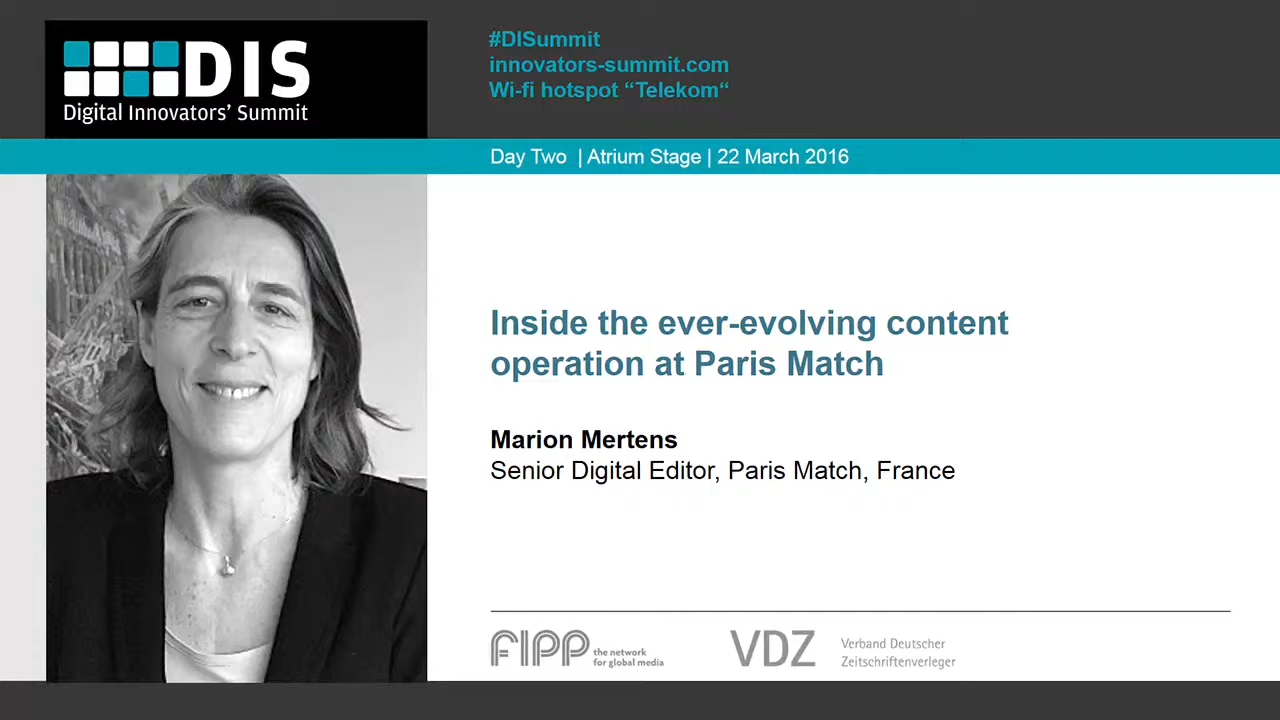 DIS
Digital Innovators’ Summit
#DISummit
innovators-summit.com
Wi-fi hotspot “Telekom“
Day Two | Atrium Stage | 22 March 2016
Inside the ever-evolving content
operation at Paris Match
Marion Mertens
Senior Digital Editor, Paris Match, France
FIPP
the network
for global media
VDZ
Verband Deutscher
Zeitschriftenverleger